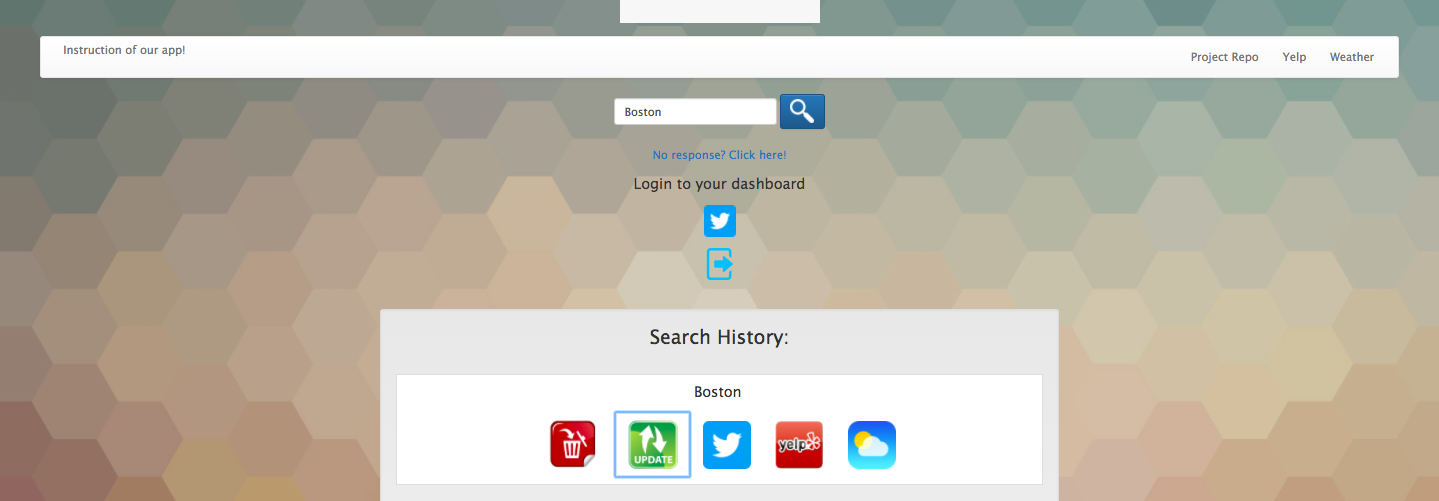 Instruction of our app!
Project Repo Yelp Weather
Boston
No response? Click here!
Login to your dashboard
Search History:
Boston
UPDATE
yelp